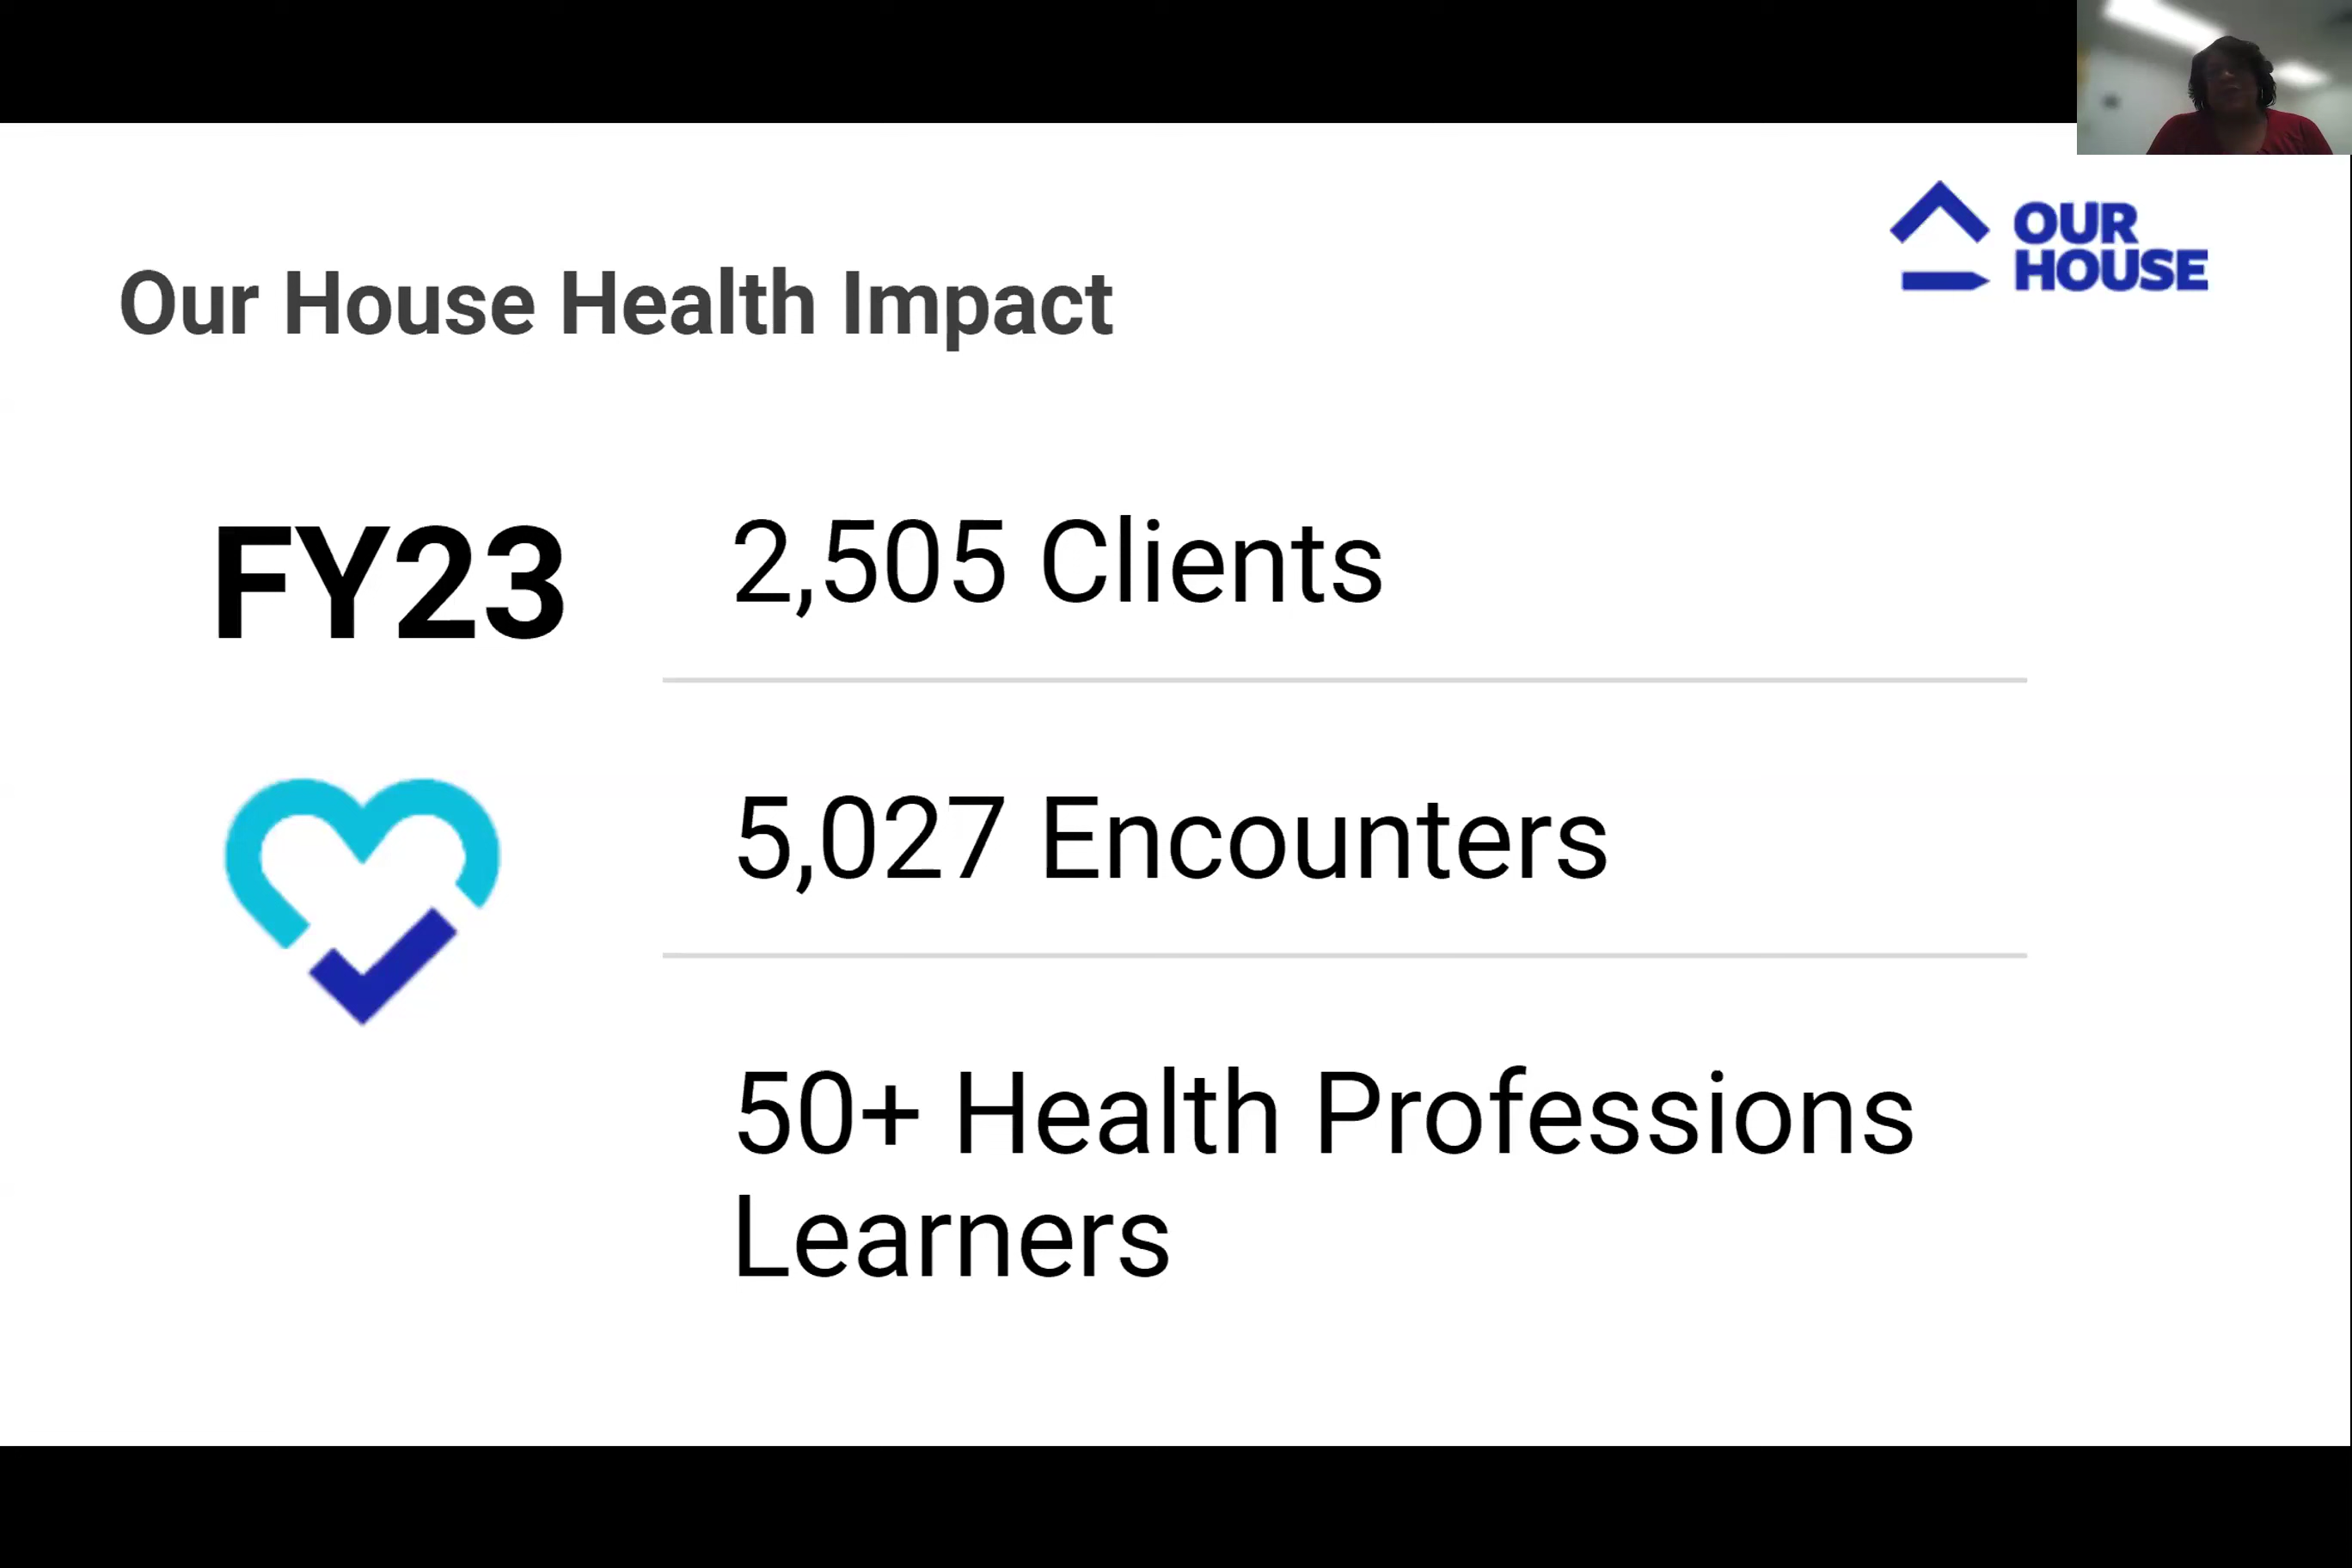 OUR
HOUSE
Our House Health Impact
FY23
2,505 Clients
5,027 Encounters
50+ Health Professions
Learners